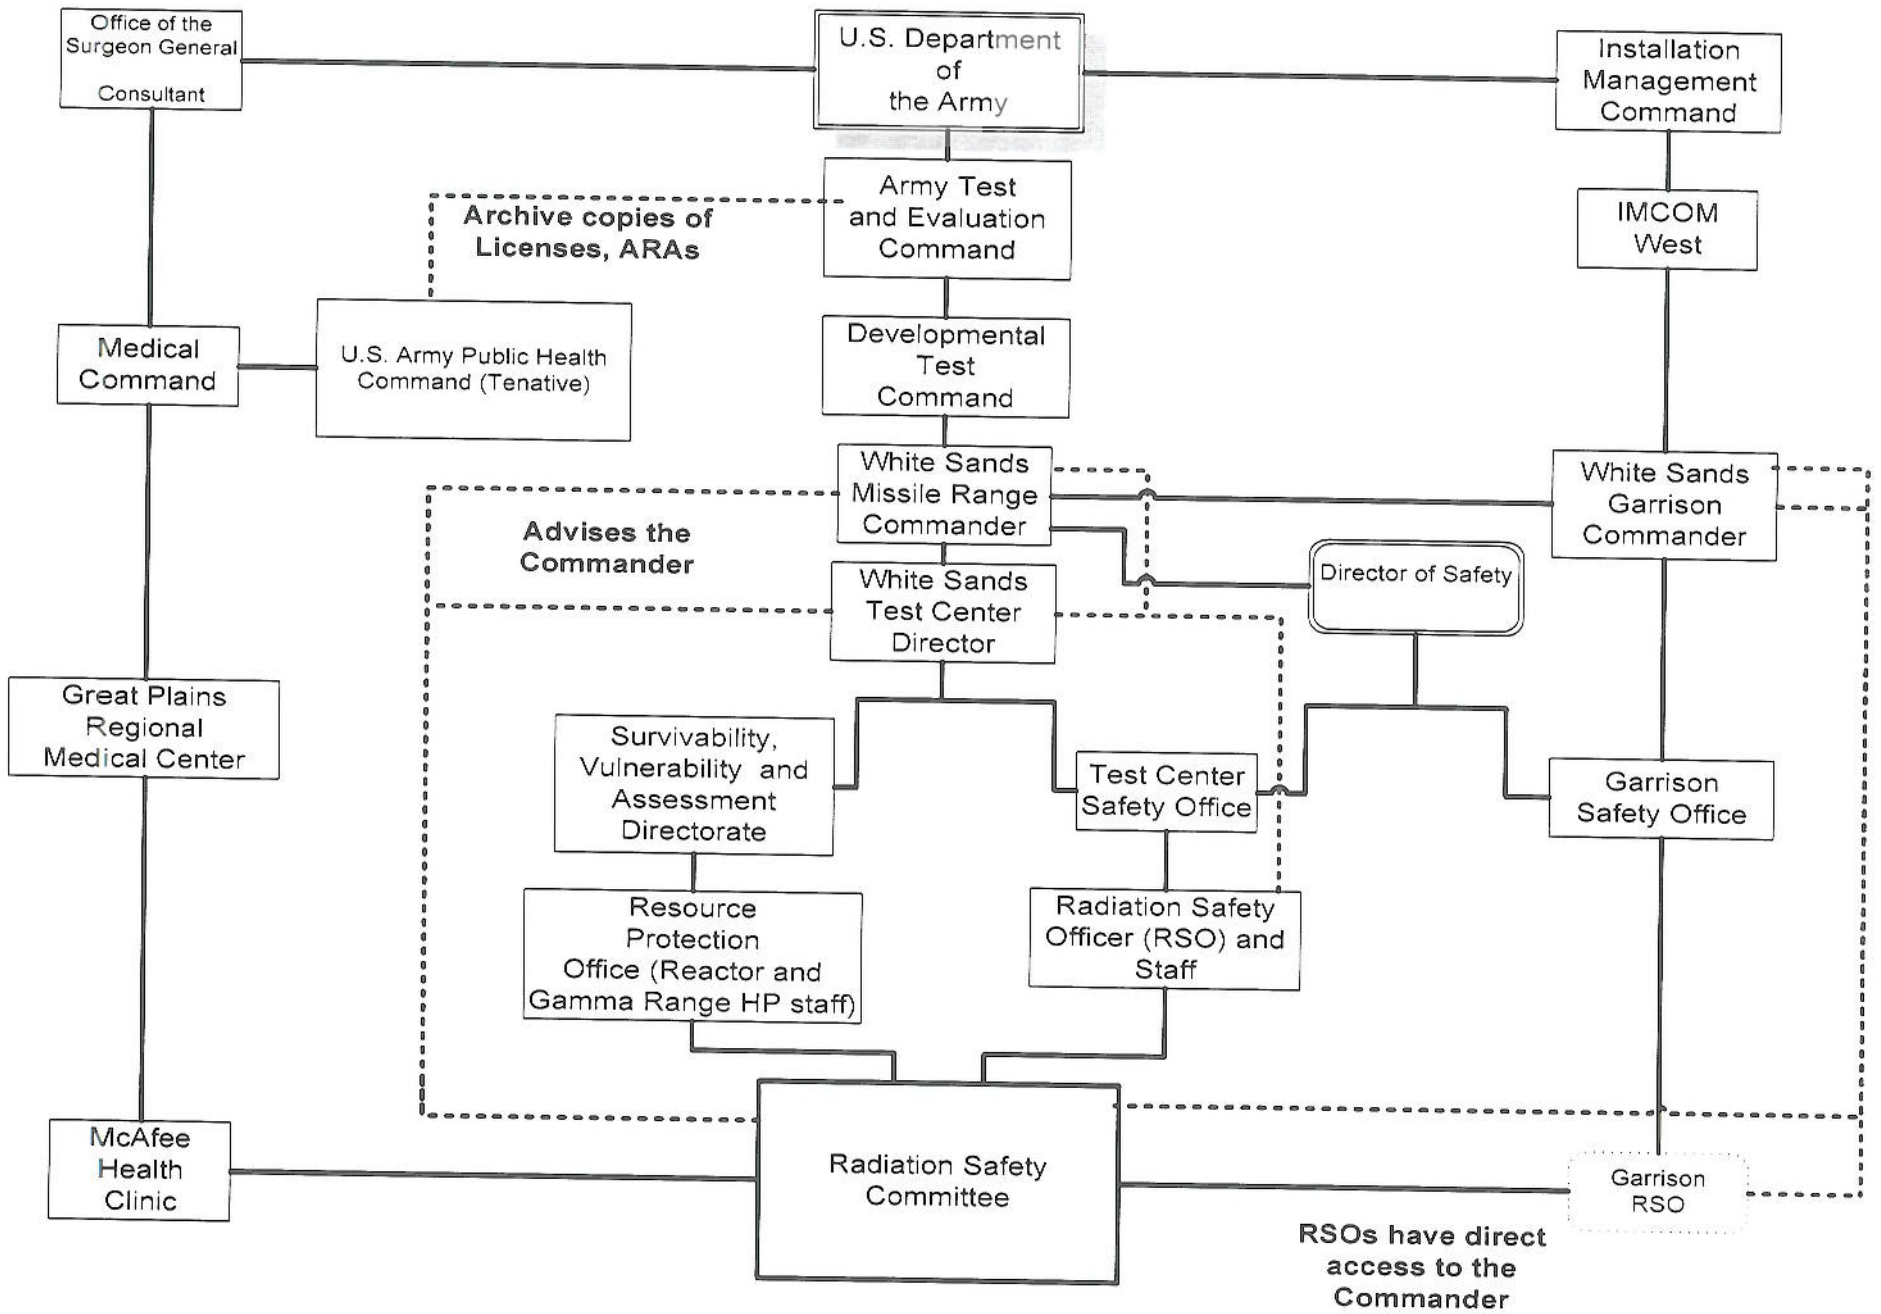 Office of the
Surgeon General
Consultant
U.S. Department
of
the Army
Installation
Management
Command
Army Test
and Evaluation
Command
IMCOM
West
Archive copies of
Licenses, ARAs
Medical
Command
U.S. Army Public Health
Command (Tenative)
Developmental
Test
Command
White Sands
Missile Range
Commander
White Sands
Garrison
Commander
Advises the
Commander
White Sands
Test Center
Director
Director of Safety
Great Plains
Regional
Medical Center
Survivability,
Vulnerability and
Assessment
Directorate
Test Center
Safety Office
Garrison
Safety Office
Resource
Protection
Office (Reactor and
Gamma Range HP staff)
Radiation Safety
Officer (RSO) and
Staff
McAfee
Health
Clinic
Radiation Safety
Committee
Garrison
RSO
RSOs have direct
access to the
Commander